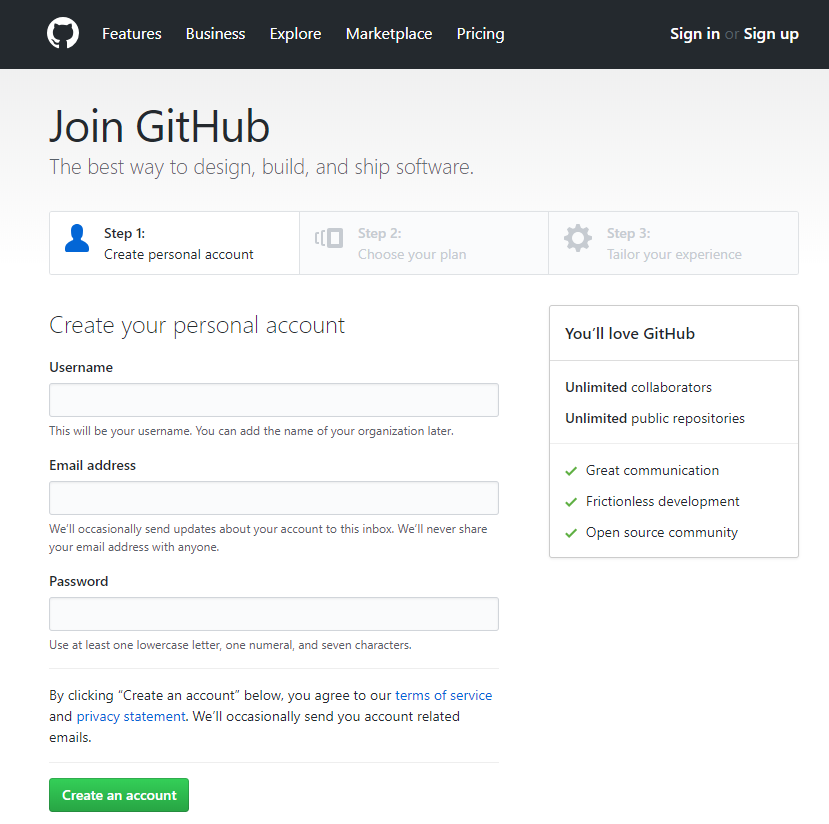 Features Business Explore Marketplace Pricing Sign in or Sign up
Join GitHub
The best way to design, build, and ship software.
Step 1:
Create personal account
Step 2:
Choose your plan
Step 3:
Tailor your experience
Create your personal account
Username
This will be your username. You can add the name of your organization later.
Email address
We’ll occasionally send updates about your account to this inbox. We’ll never share
your email address with anyone.
Password
Use at least one lowercase letter, one numeral, and seven characters.
By clicking “Create an account” below, you agree to our terms of service
and privacy statement. We’ll occasionally send you account related
emails.
Create an account
You’ll love GitHub
Unlimited collaborators
Unlimited public repositories
Great communication
Frictionless development
Open source community